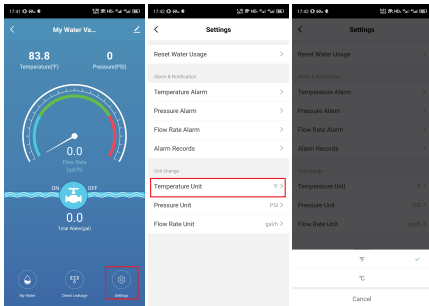 17:41
My Water Va...
83.8
Temperature(°F)
0
Pressure(PSI)
0.0
Flow Rate
(gal/h)
ON
OFF
0.0
Total Water(gal)
My Water
Check Leakage
Settings
17:42
Settings
Reset Water Usage
Alarm & Notification
Temperature Alarm
Pressure Alarm
Flow Rate Alarm
Alarm Records
Unit change
Temperature Unit °F
Pressure Unit PSI
Flow Rate Unit gal/h
17:42
Settings
Reset Water Usage
Alarm & Notification
Temperature Alarm
Pressure Alarm
Flow Rate Alarm
Alarm Records
Unit change
Temperature Unit °F
Pressure Unit PSI
Flow Rate Unit gal/h
°F
°C
Cancel